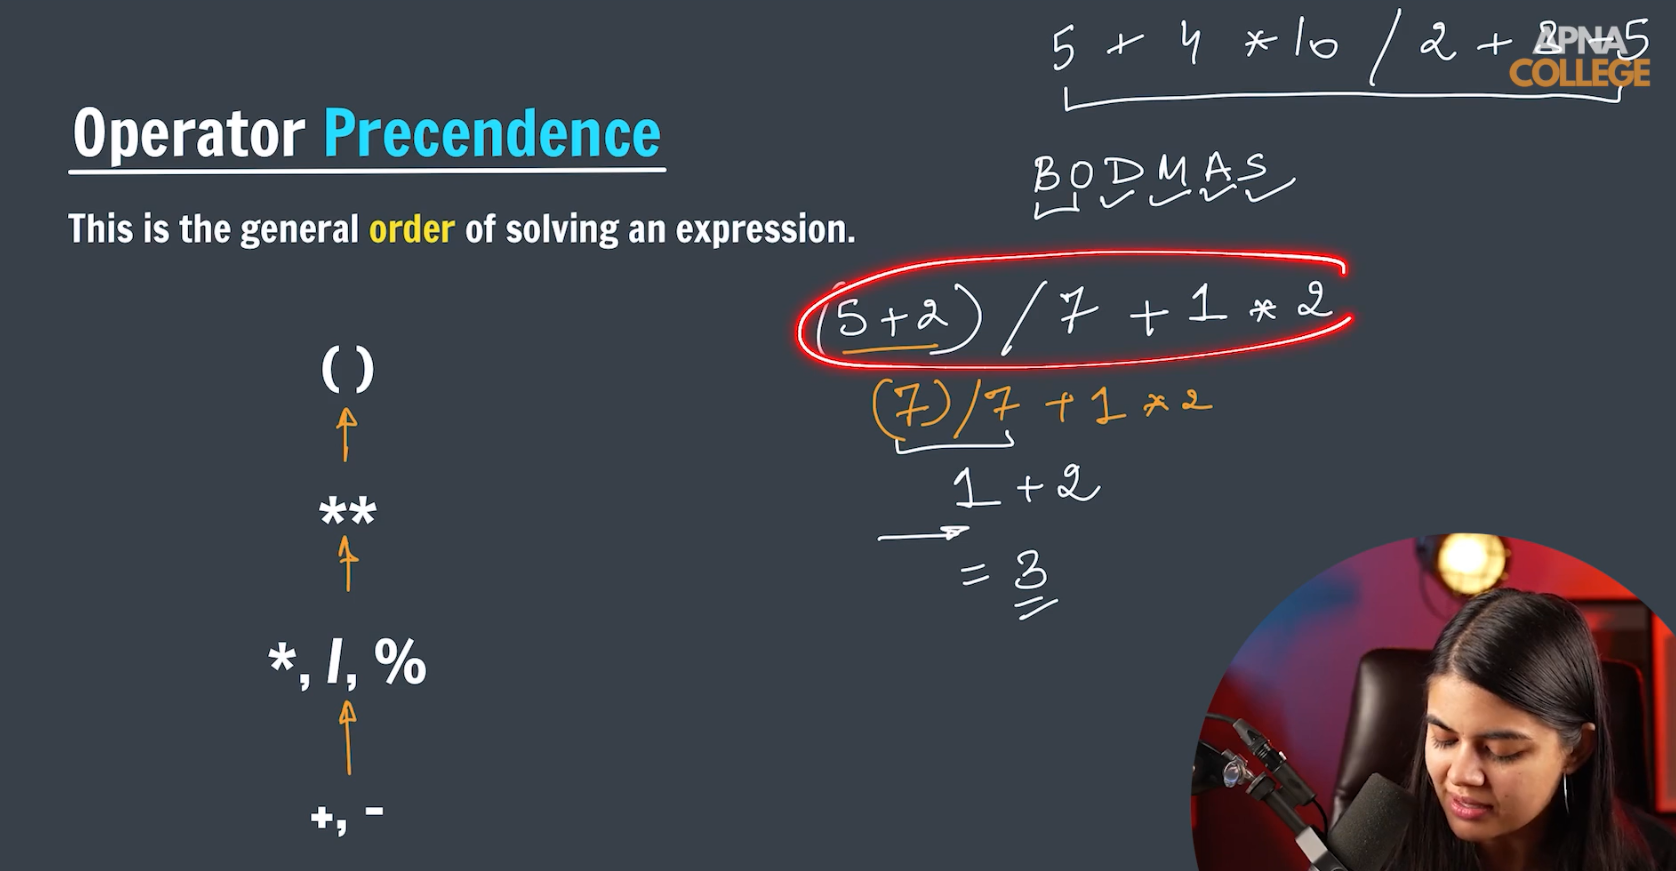 5 + 4 * 10 / 2 + 3 - 5
APNA
COLLEGE
Operator Precendence
BODMAS
This is the general order of solving an expression.
(5+2) / 7 + 1 * 2
( )
(7) / 7 + 1 * 2
1 + 2
**
= 3
*, /, %
+, -